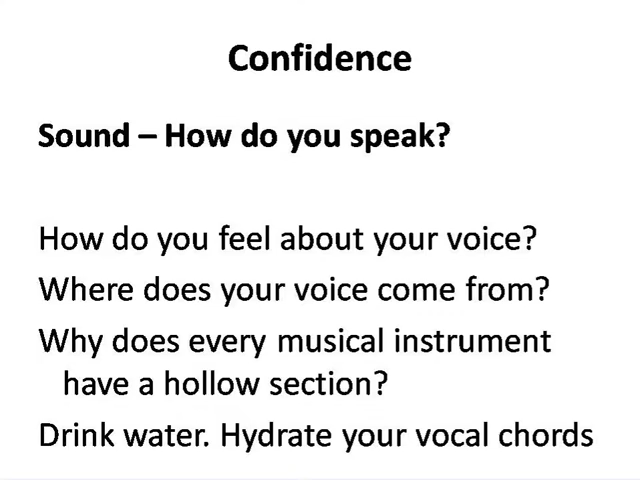 Confidence
Sound – How do you speak?
How do you feel about your voice?
Where does your voice come from?
Why does every musical instrument
have a hollow section?
Drink water. Hydrate your vocal chords